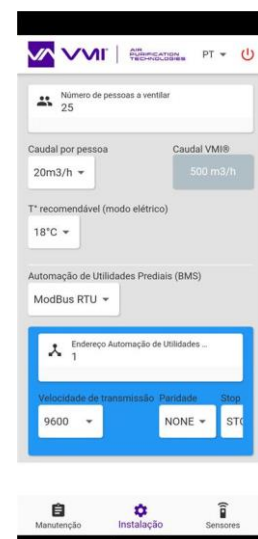 VMI
AIR
PURIFICATION
TECHNOLOGIES
PT
Número de pessoas a ventilar
25
Caudal por pessoa
Caudal VMI®
20m3/h
500 m3/h
T° recomendável (modo elétrico)
18°C
Automação de Utilidades Prediais (BMS)
ModBus RTU
Endereço Automação de Utilidades ...
1
Velocidade de transmissão Paridade Stop
9600
NONE
STO
Manutenção
Instalação
Sensores